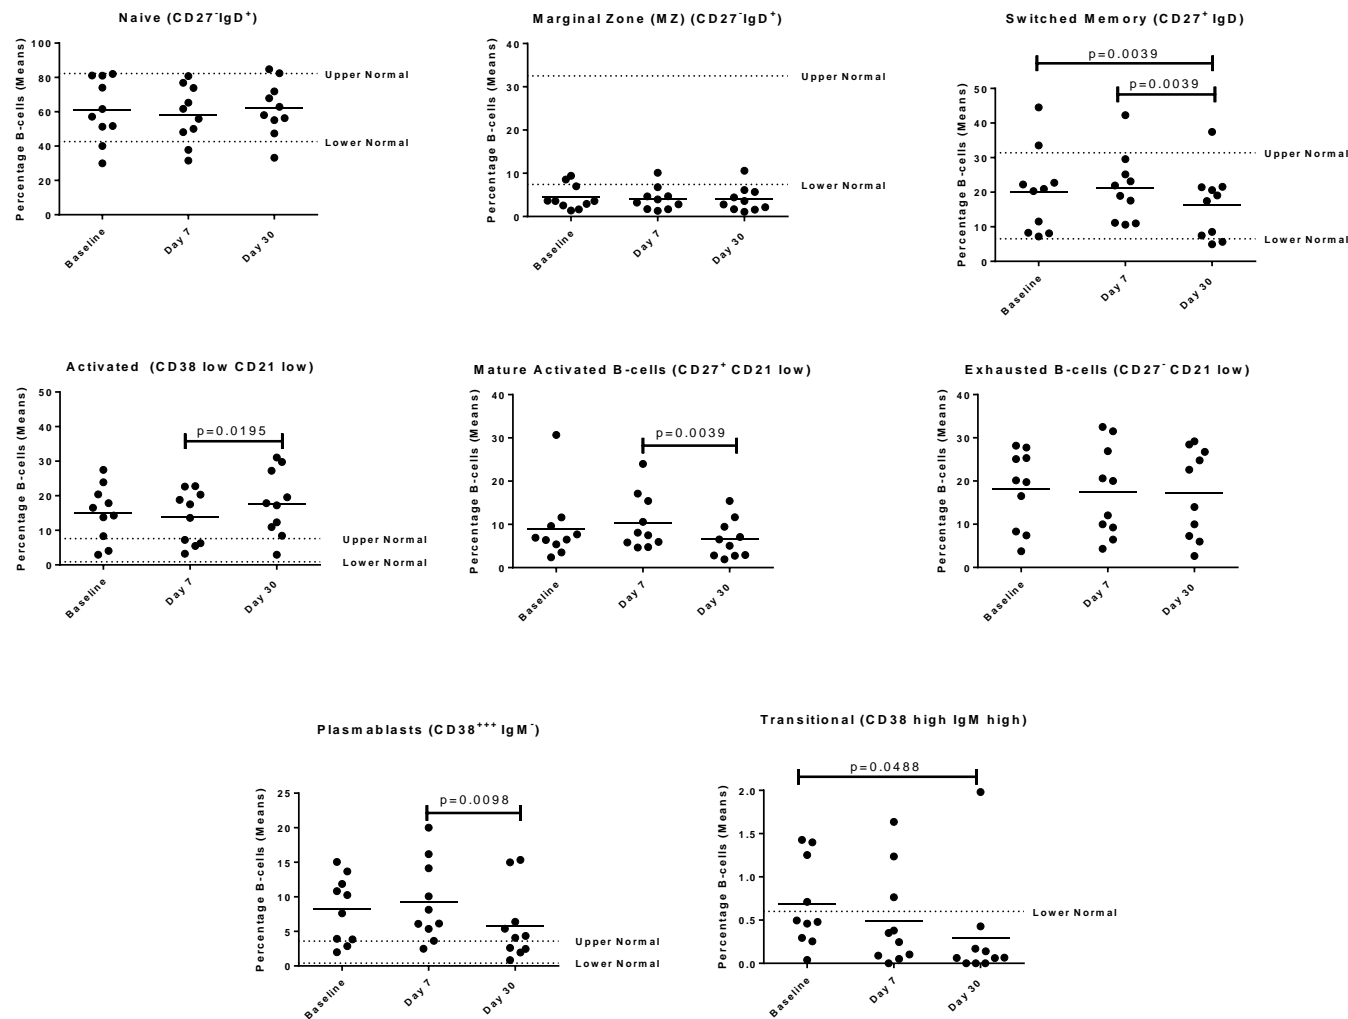 Naive (CD27⁻IgD⁺)
Percentage B-cells (Means)
100
80
60
40
20
0
Upper Normal
Lower Normal
Baseline
Day 7
Day 30
Marginal Zone (MZ) (CD27⁻IgD⁺)
Percentage B-cells (Means)
40
30
20
10
0
Upper Normal
Lower Normal
Baseline
Day 7
Day 30
Switched Memory (CD27⁺ IgD)
p=0.0039
p=0.0039
Percentage B-cells (Means)
50
40
30
20
10
0
Upper Normal
Lower Normal
Baseline
Day 7
Day 30
Activated (CD38 low CD21 low)
p=0.0195
Percentage B-cells (Means)
50
40
30
20
10
0
Upper Normal
Lower Normal
Baseline
Day 7
Day 30
Mature Activated B-cells (CD27⁺ CD21 low)
p=0.0039
Percentage B-cells (Means)
40
30
20
10
0
Baseline
Day 7
Day 30
Exhausted B-cells (CD27⁻ CD21 low)
Percentage B-cells (Means)
40
30
20
10
0
Baseline
Day 7
Day 30
Plasmablasts (CD38⁺⁺⁺ IgM⁻)
p=0.0098
Percentage B-cells (Means)
25
20
15
10
5
0
Upper Normal
Lower Normal
Baseline
Day 7
Day 30
Transitional (CD38 high IgM high)
p=0.0488
Percentage B-cells (Means)
2.0
1.5
1.0
0.5
0.0
Lower Normal
Baseline
Day 7
Day 30